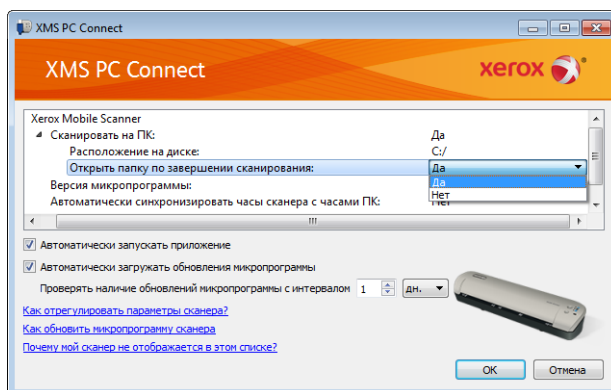 XMS PC Connect
XMS PC Connect
xerox
Xerox Mobile Scanner
Сканировать на ПК: Да
Расположение на диске: C:/
Открыть папку по завершении сканирования: Да
Да
Версия микропрограммы:
Нет
Автоматически синхронизировать часы сканера с часами ПК: Нет
Автоматически запускать приложение
Автоматически загружать обновления микропрограммы
Проверять наличие обновлений микропрограммы с интервалом 1 дн.
Как отрегулировать параметры сканера?
Как обновить микропрограмму сканера
Почему мой сканер не отображается в этом списке?
OK Отмена